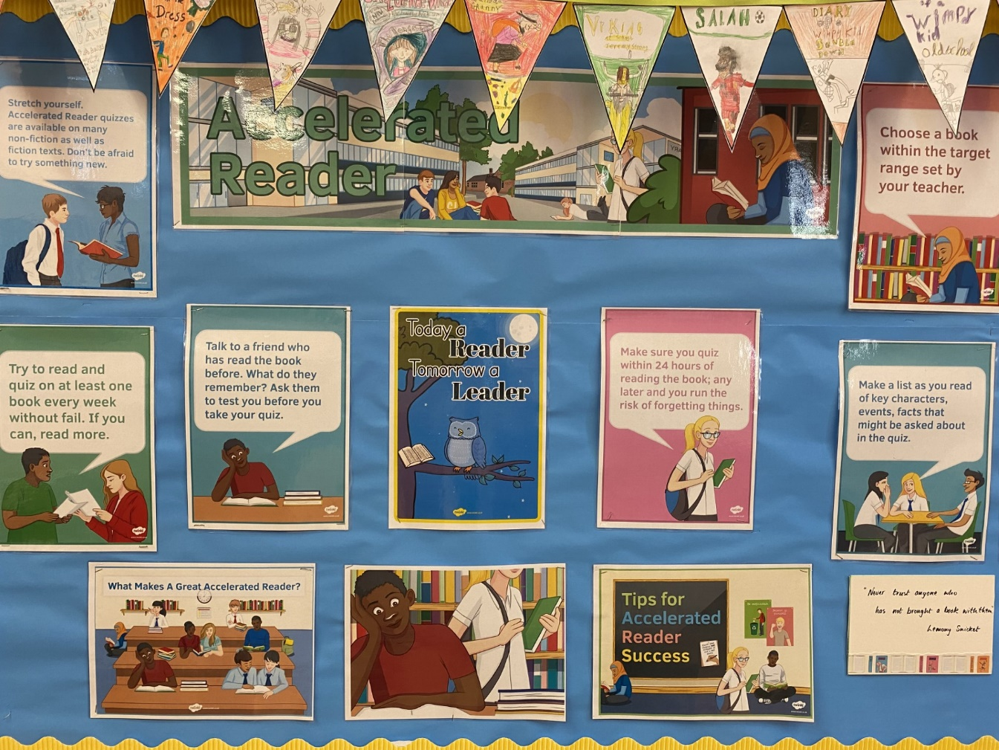 Dress
ViKiNG
Jeremy Strong
SALAH
DIARY
of a
wimpy
kid
old school
Accelerated
Reader
Stretch yourself.
Accelerated Reader quizzes
are available on many
non-fiction as well as
fiction texts. Don't be afraid
to try something new.
Choose a book
within the target
range set by
your teacher.
Try to read and
quiz on at least one
book every week
without fail. If you
can, read more.
Talk to a friend who
has read the book
before. What do they
remember? Ask them
to test you before you
take your quiz.
Today a
Reader
Tomorrow a
Leader
Make sure you quiz
within 24 hours of
reading the book; any
later and you run the
risk of forgetting things.
Make a list as you read
of key characters,
events, facts that
might be asked about
in the quiz.
What Makes A Great Accelerated Reader?
Tips for
Accelerated
Reader
Success
"Never trust anyone who
has not brought a book with them"
Lemony Snicket